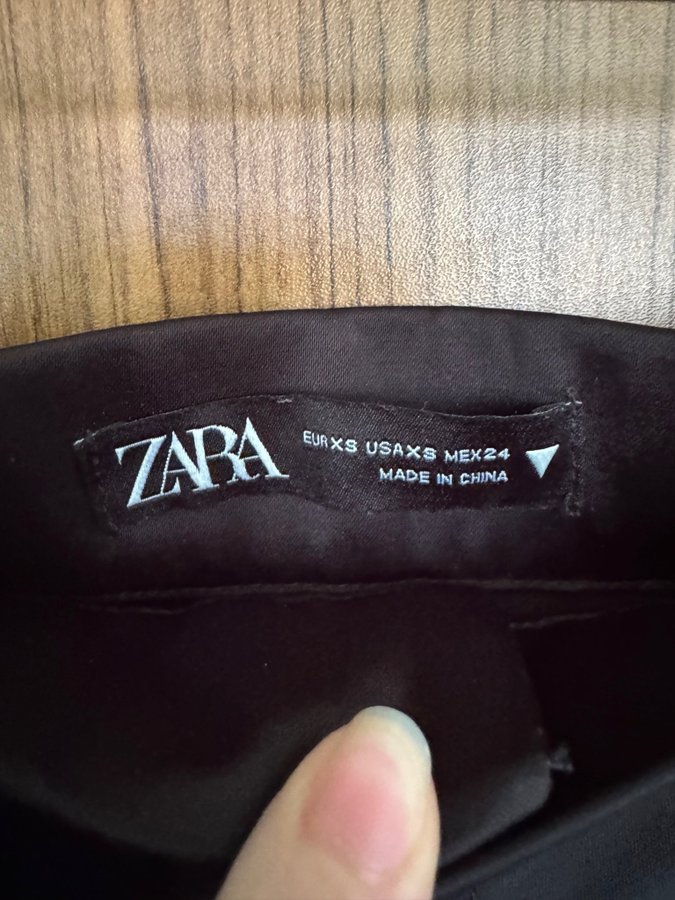 ZARA
EUR XS USA XS MEX 24
MADE IN CHINA